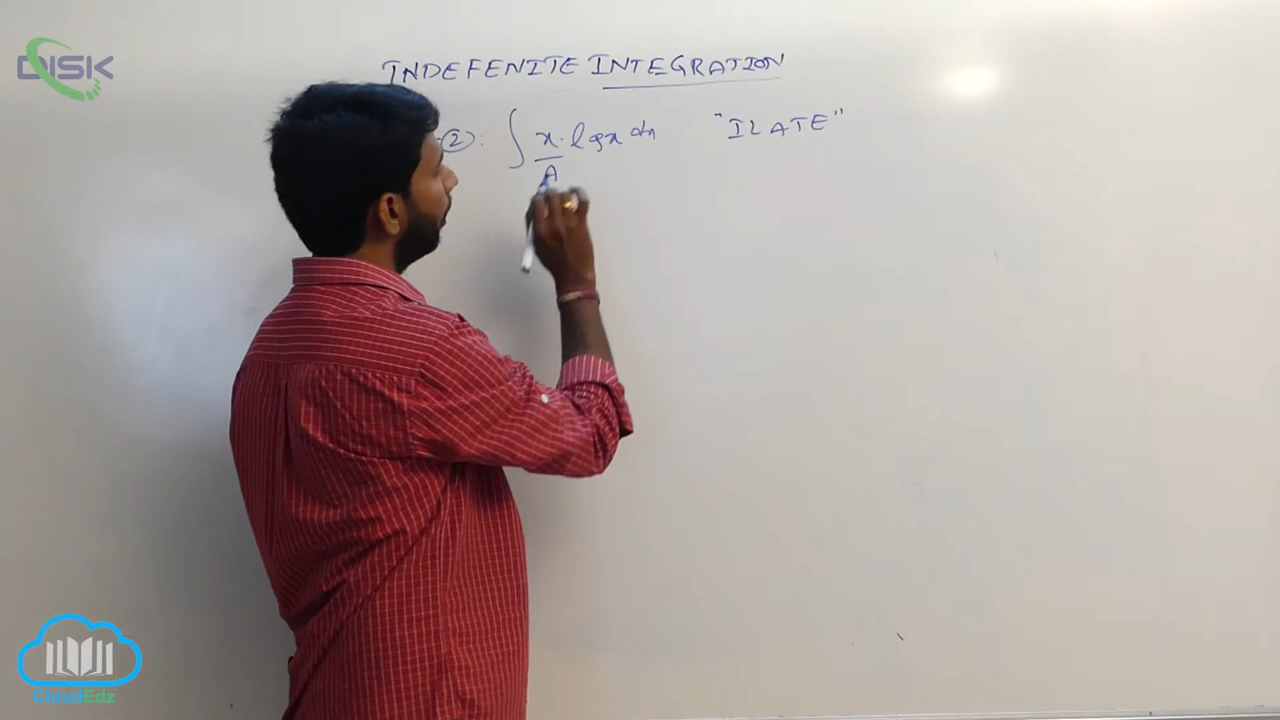 DISK
INDEFENITE INTEGRATION
②: ∫ x · log x dx "ILATE"
A
CloudEdz